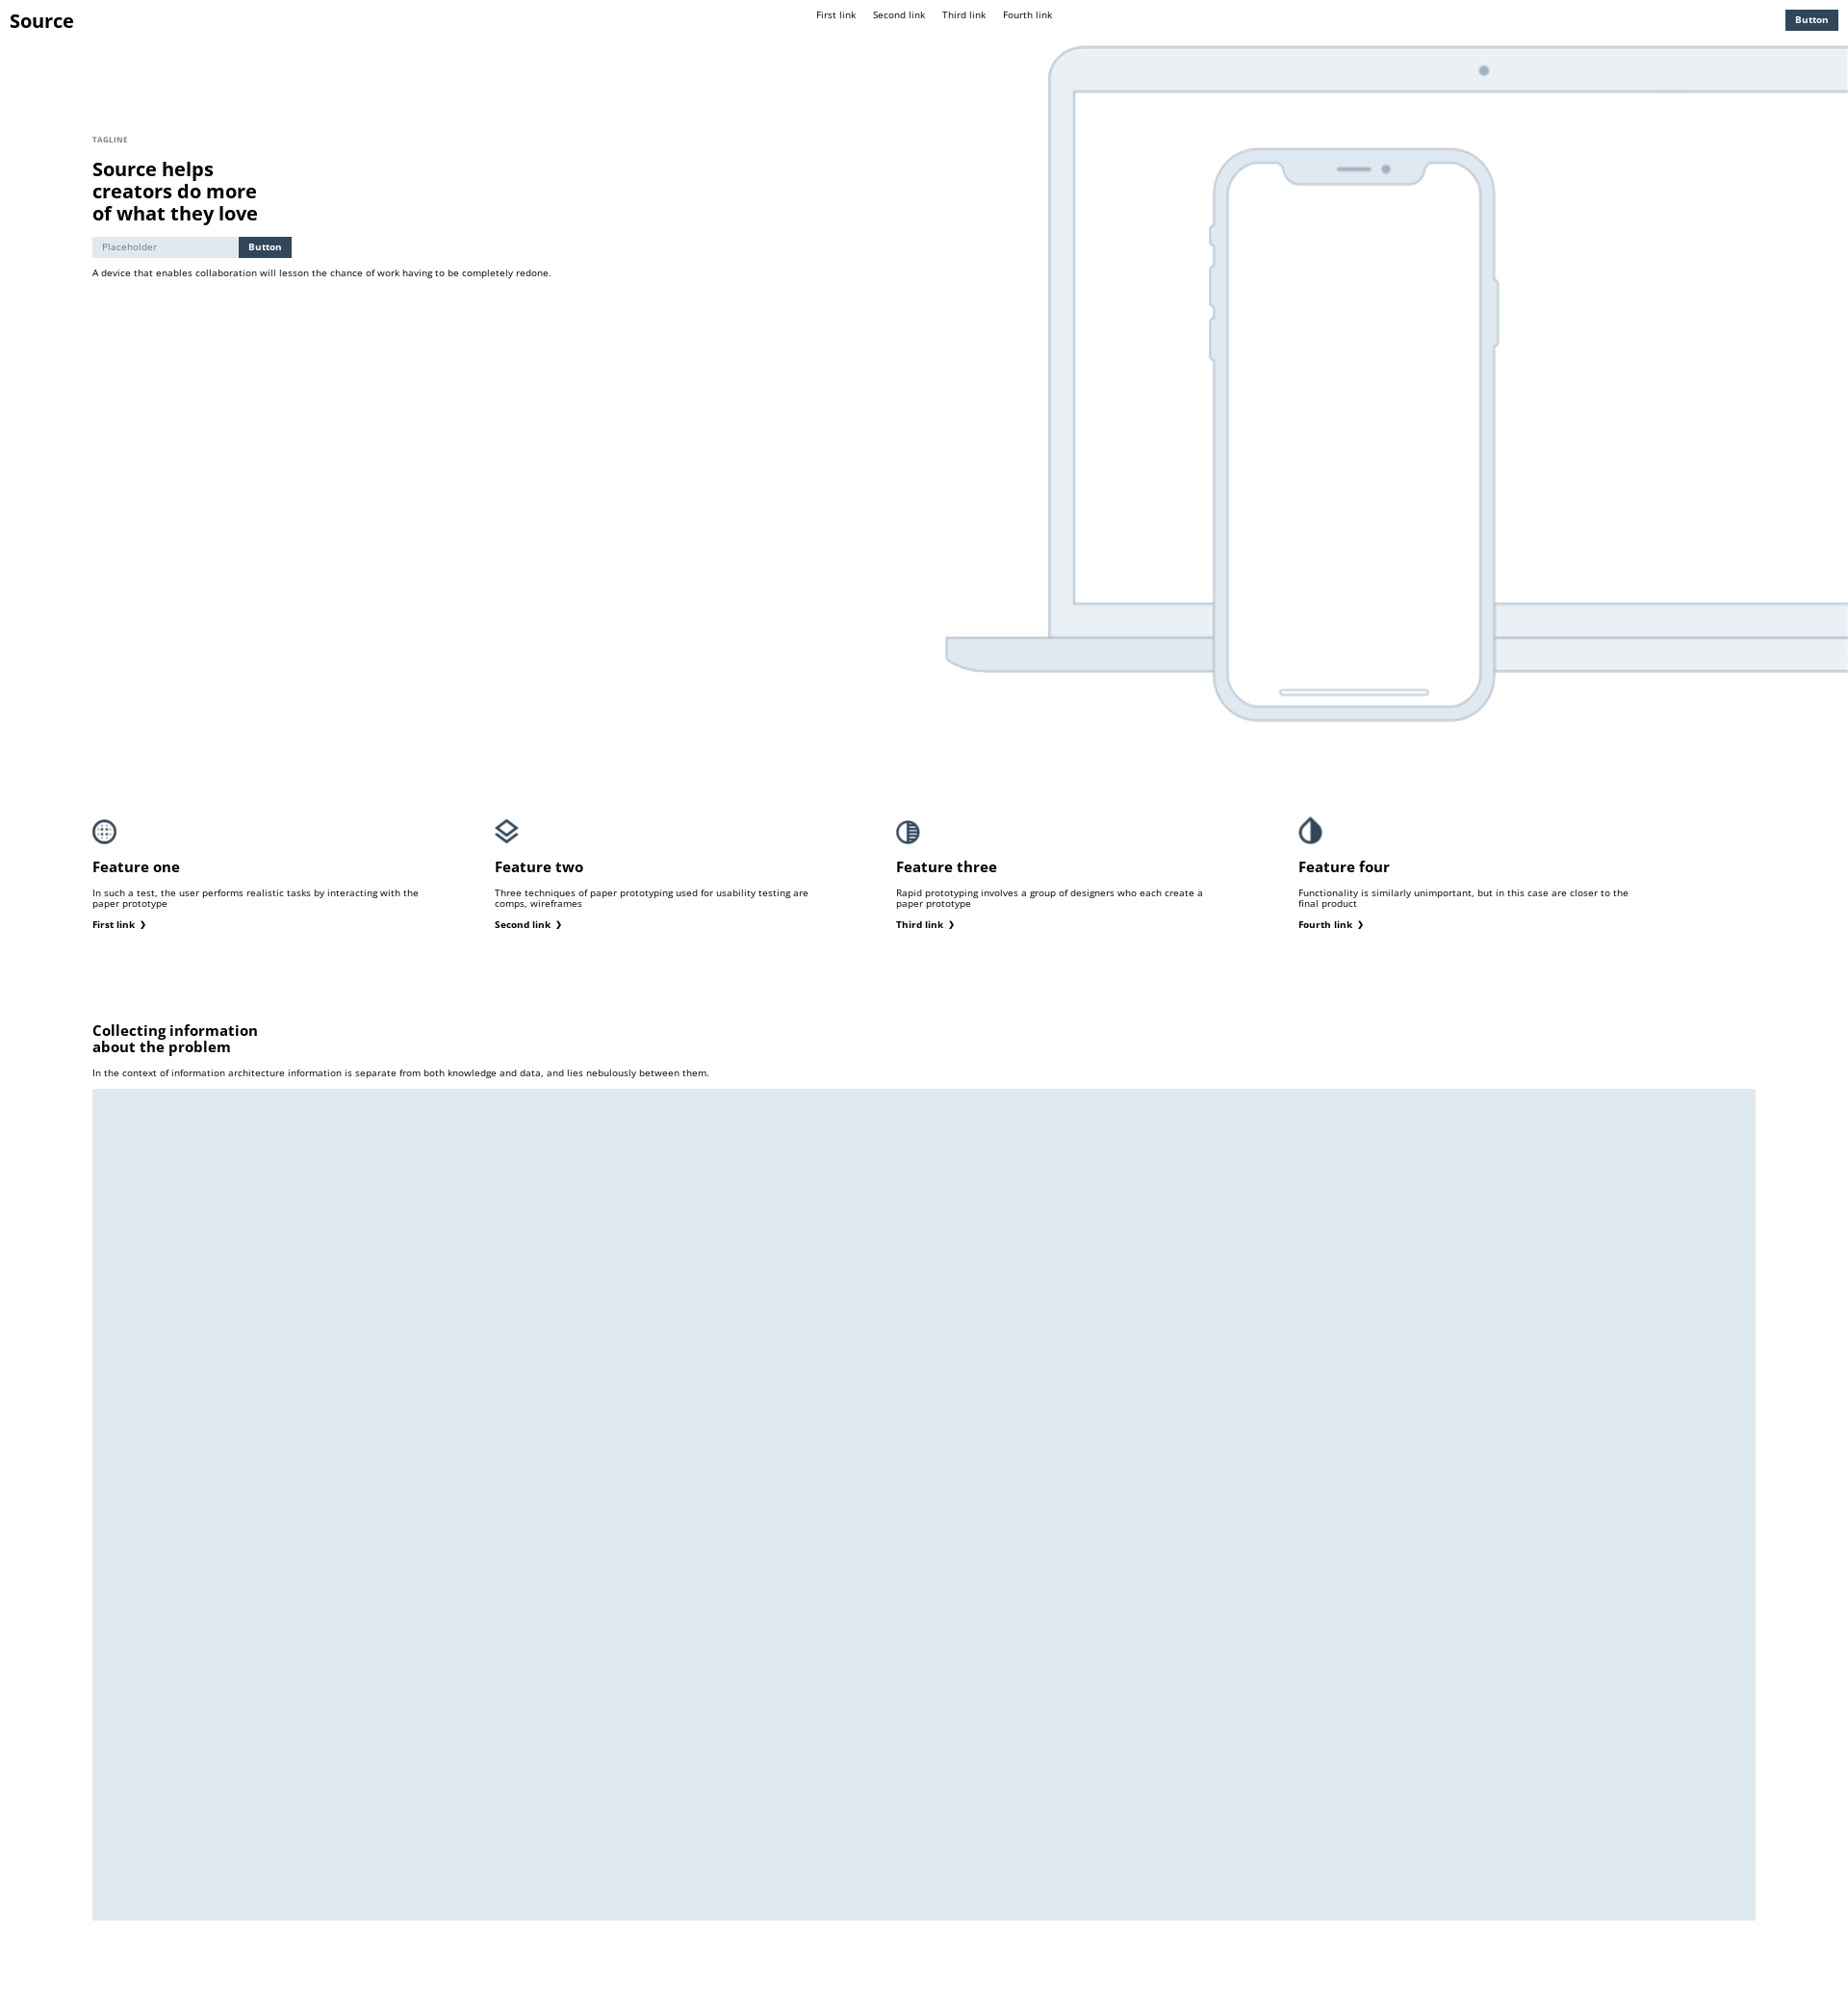 Source
First link
Second link
Third link
Fourth link
Button
TAGLINE
Source helps
creators do more
of what they love
Placeholder
Button
A device that enables collaboration will lesson the chance of work having to be completely redone.
Feature one
In such a test, the user performs realistic tasks by interacting with the
paper prototype
First link ❯
Feature two
Three techniques of paper prototyping used for usability testing are
comps, wireframes
Second link ❯
Feature three
Rapid prototyping involves a group of designers who each create a
paper prototype
Third link ❯
Feature four
Functionality is similarly unimportant, but in this case are closer to the
final product
Fourth link ❯
Collecting information
about the problem
In the context of information architecture information is separate from both knowledge and data, and lies nebulously between them.